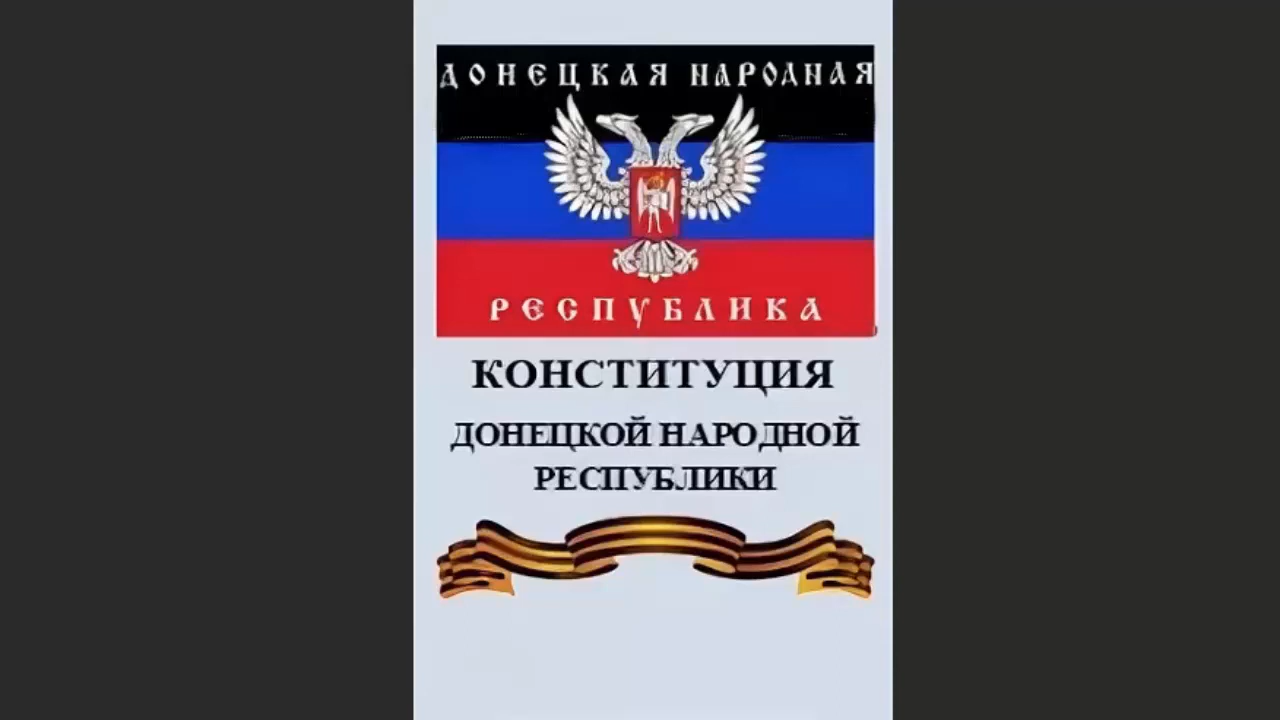 ДОНЕЦКАЯ НАРОДНАЯ
РЕСПУБЛИКА
КОНСТИТУЦИЯ
ДОНЕЦКОЙ НАРОДНОЙ
РЕСПУБЛИКИ